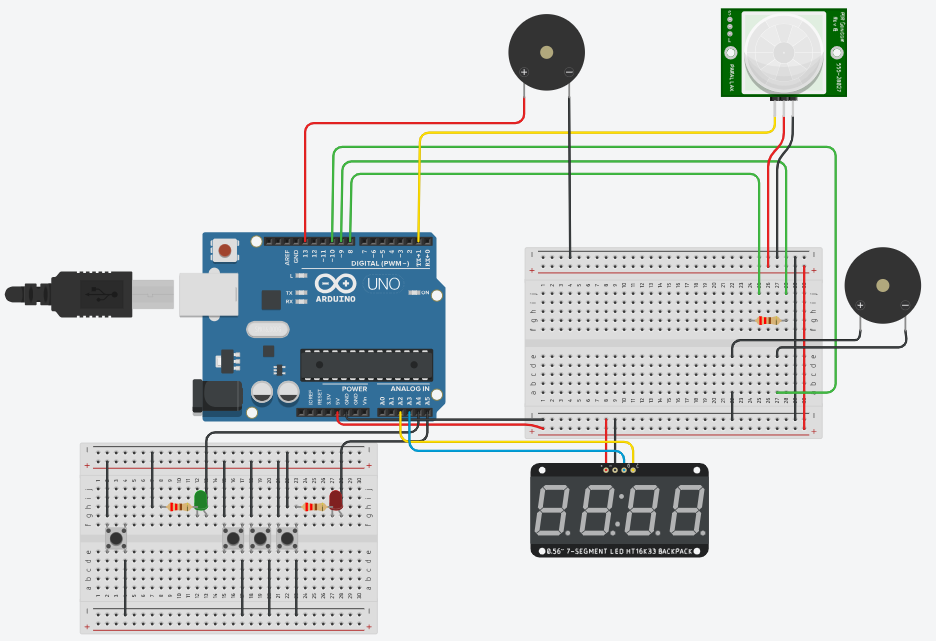 PIR Sensor
Rev B
555-28027
PARALLAX
AREF
GND
13
12
~11
~10
~9
8
7
~6
~5
4
~3
2
TX→1
RX←0
DIGITAL (PWM~)
L
TX
RX
ARDUINO
UNO
ON
POWER
ANALOG IN
IOREF
RESET
3.3V
5V
GND
GND
Vin
A0
A1
A2
A3
A4
A5
0.56" 7-SEGMENT LED HT16K33 BACKPACK